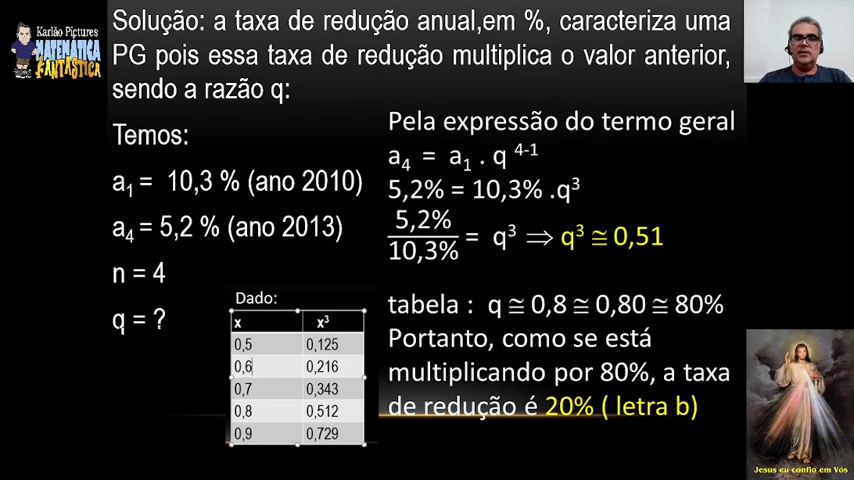 Karlão Pictures
MATEMÁTICA
FANTÁSTICA
Solução: a taxa de redução anual,em %, caracteriza uma
PG pois essa taxa de redução multiplica o valor anterior,
sendo a razão q:
Temos:
a₁ = 10,3 % (ano 2010)
a₄ = 5,2 % (ano 2013)
n = 4
q = ?
Dado:
x x³
0,5 0,125
0,6 0,216
0,7 0,343
0,8 0,512
0,9 0,729
Pela expressão do termo geral
a₄ = a₁ . q ⁴⁻¹
5,2% = 10,3% .q³
5,2%
10,3% = q³ ⇒ q³ ≅ 0,51
tabela : q ≅ 0,8 ≅ 0,80 ≅ 80%
Portanto, como se está
multiplicando por 80%, a taxa
de redução é 20% ( letra b)
Jesus eu confio em Vós